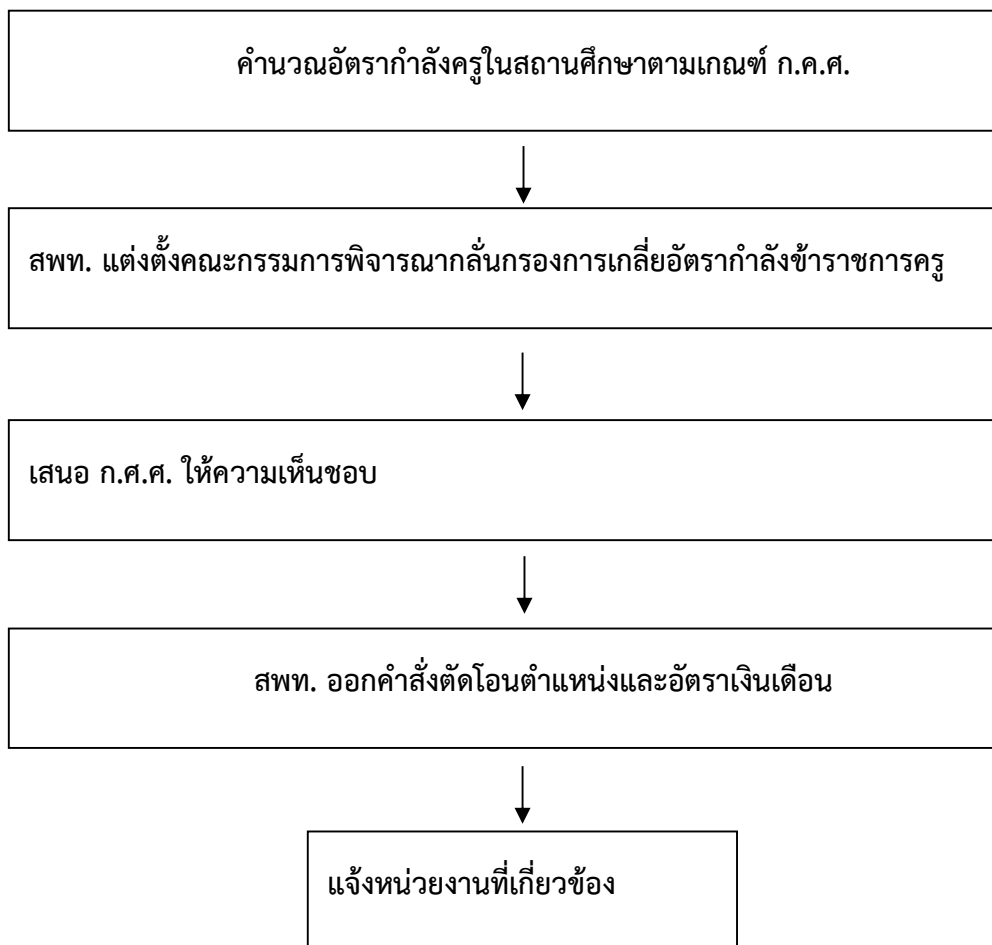 คำนวณอัตรากำลังครูในสถานศึกษาตามเกณฑ์ ก.ค.ศ.
สพท. แต่งตั้งคณะกรรมการพิจารณากลั่นกรองการเกลี่ยอัตรากำลังข้าราชการครู
เสนอ ก.ศ.ศ. ให้ความเห็นชอบ
สพท. ออกคำสั่งตัดโอนตำแหน่งและอัตราเงินเดือน
แจ้งหน่วยงานที่เกี่ยวข้อง